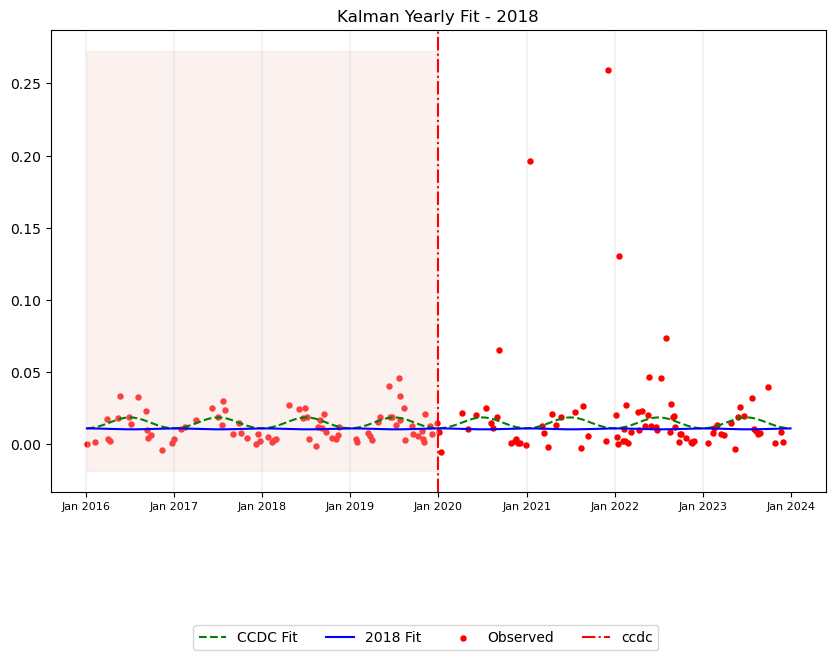 Kalman Yearly Fit - 2018
0.25
0.20
0.15
0.10
0.05
0.00
Jan 2016 Jan 2017 Jan 2018 Jan 2019 Jan 2020 Jan 2021 Jan 2022 Jan 2023 Jan 2024
CCDC Fit 2018 Fit Observed ccdc